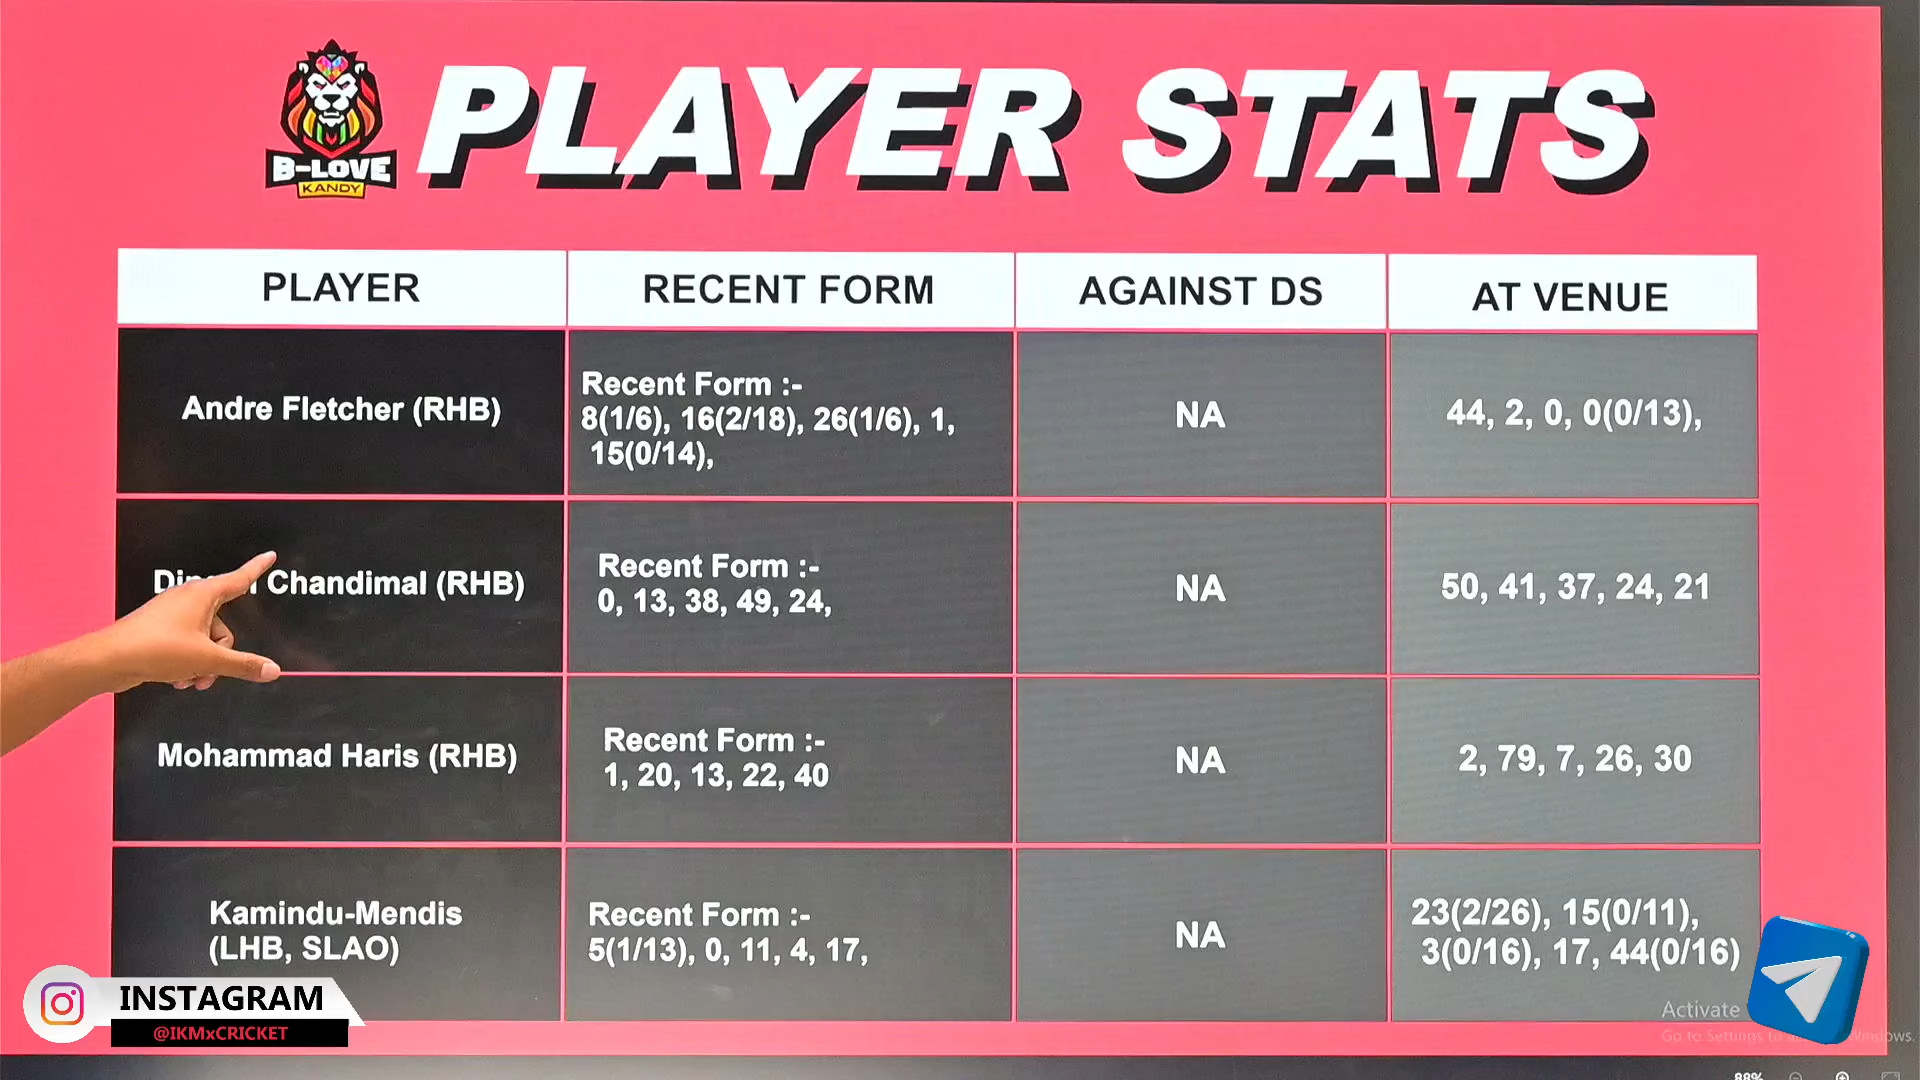 B-LOVE
KANDY
PLAYER STATS
PLAYER
RECENT FORM
AGAINST DS
AT VENUE
Andre Fletcher (RHB)
Recent Form :-
8(1/6), 16(2/18), 26(1/6), 1,
15(0/14),
NA
44, 2, 0, 0(0/13),
Chandimal (RHB)
Recent Form :-
0, 13, 38, 49, 24,
NA
50, 41, 37, 24, 21
Mohammad Haris (RHB)
Recent Form :-
1, 20, 13, 22, 40
NA
2, 79, 7, 26, 30
Kamindu-Mendis
(LHB, SLAO)
Recent Form :-
5(1/13), 0, 11, 4, 17,
NA
23(2/26), 15(0/11),
3(0/16), 17, 44(0/16)
INSTAGRAM
@IKMxCRICKET
Activate
Go to Settings to
88%